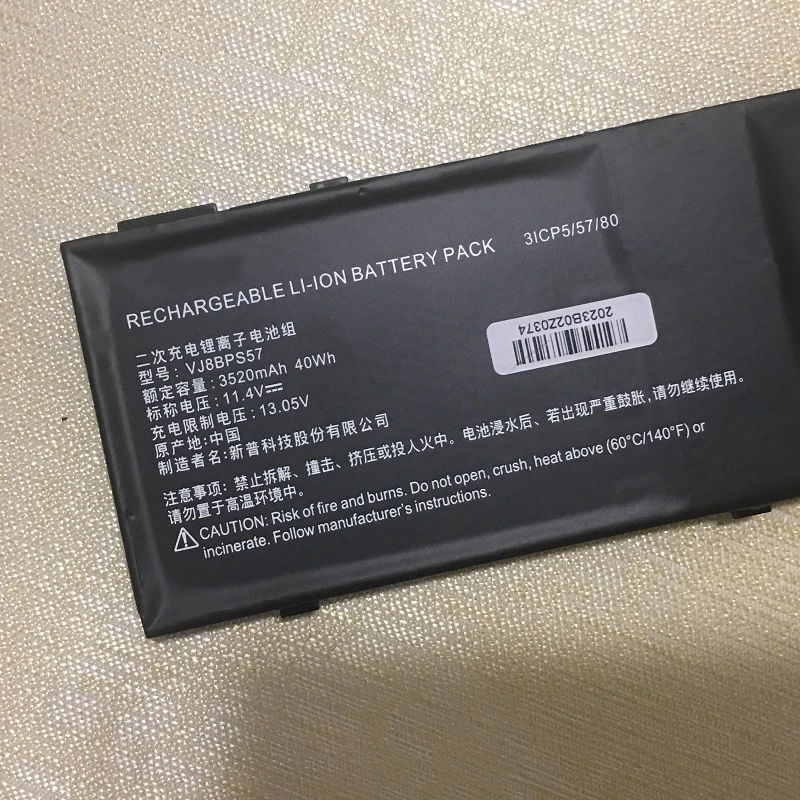 RECHARGEABLE LI-ION BATTERY PACK 3ICP5/57/80
二次充电锂离子电池组
型号: VJ8BPS57
额定容量: 3520mAh 40Wh
标称电压: 11.4V⎓
充电限制电压: 13.05V
原产地: 中国
制造者名: 新普科技股份有限公司
2023B02Z0374
注意事项: 禁止拆解、撞击、挤压或投入火中。电池浸水后、若出现严重鼓胀,请勿继续使用。
请勿置于高温环境中。
CAUTION: Risk of fire and burns. Do not open, crush, heat above (60°C/140°F) or
incinerate. Follow manufacturer's instructions.